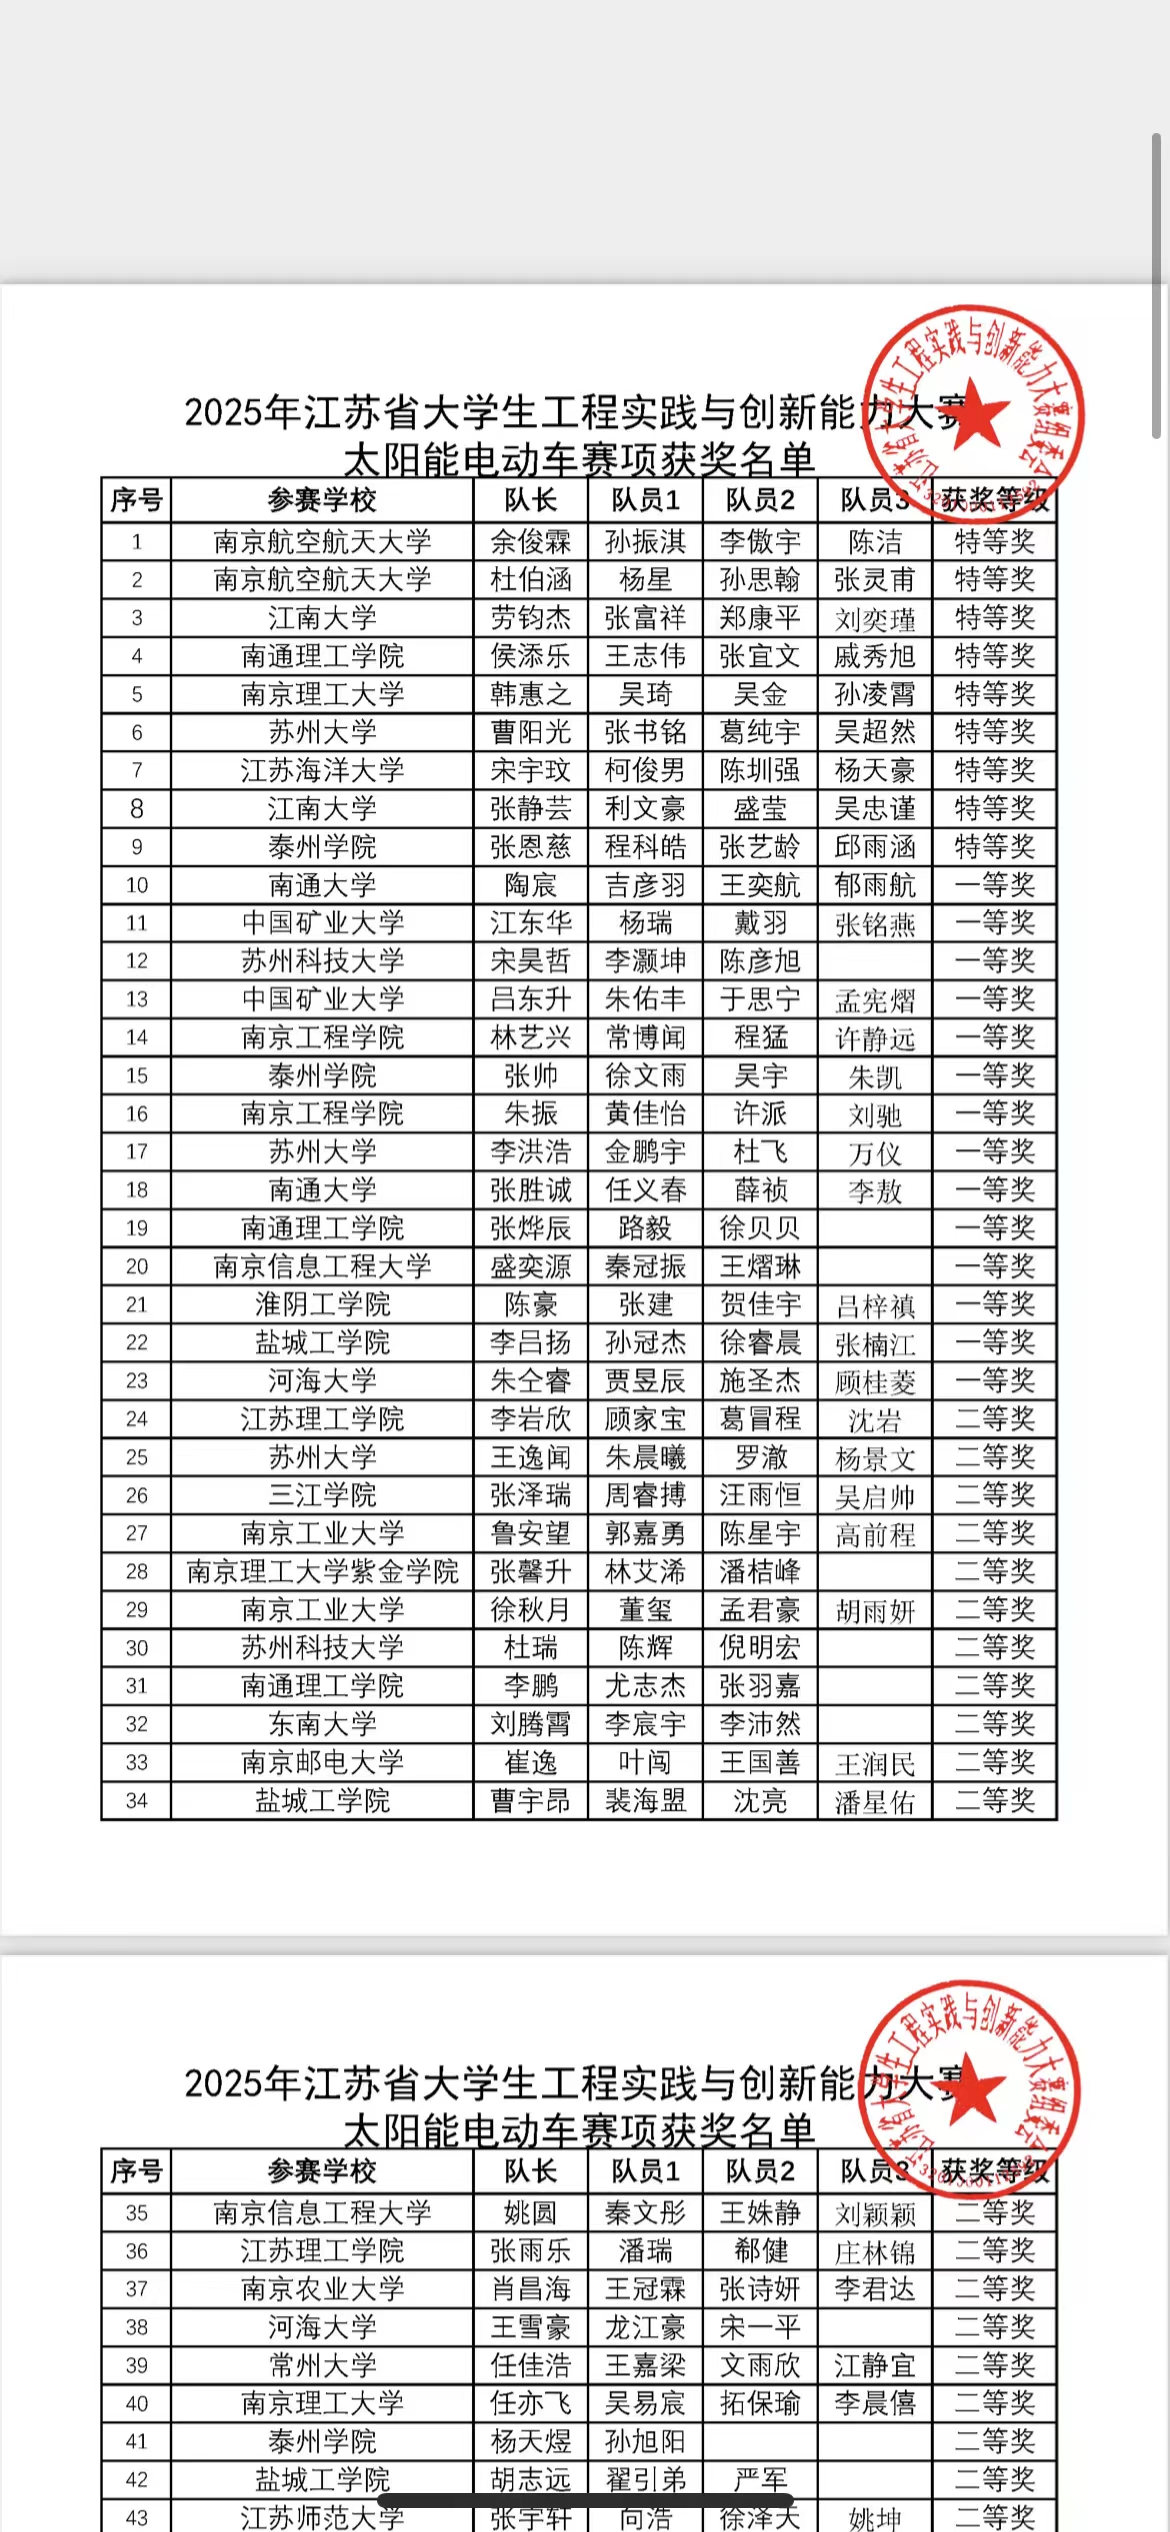 2025年江苏省大学生工程实践与创新能力大赛
太阳能电动车赛项获奖名单
序号 参赛学校 队长 队员1 队员2 队员3 获奖等级
1 南京航空航天大学 余俊霖 孙振淇 李傲宇 陈洁 特等奖
2 南京航空航天大学 杜伯涵 杨星 孙思翰 张灵甫 特等奖
3 江南大学 劳钧杰 张富祥 郑康平 刘奕瑾 特等奖
4 南通理工学院 侯添乐 王志伟 张宜文 戚秀旭 特等奖
5 南京理工大学 韩惠之 吴琦 吴金 孙凌霄 特等奖
6 苏州大学 曹阳光 张书铭 葛纯宇 吴超然 特等奖
7 江苏海洋大学 宋宇玟 柯俊男 陈圳强 杨天豪 特等奖
8 江南大学 张静芸 利文豪 盛莹 吴忠谨 特等奖
9 泰州学院 张恩慈 程科皓 张艺龄 邱雨涵 特等奖
10 南通大学 陶宸 吉彦羽 王奕航 郁雨航 一等奖
11 中国矿业大学 江东华 杨瑞 戴羽 张铭燕 一等奖
12 苏州科技大学 宋昊哲 李灏坤 陈彦旭 一等奖
13 中国矿业大学 吕东升 朱佑丰 于思宁 孟宪熠 一等奖
14 南京工程学院 林艺兴 常博闻 程猛 许静远 一等奖
15 泰州学院 张帅 徐文雨 吴宇 朱凯 一等奖
16 南京工程学院 朱振 黄佳怡 许派 刘驰 一等奖
17 苏州大学 李洪浩 金鹏宇 杜飞 万仪 一等奖
18 南通大学 张胜诚 任义春 薛祯 李敖 一等奖
19 南通理工学院 张烨辰 路毅 徐贝贝 一等奖
20 南京信息工程大学 盛奕源 秦冠振 王熠琳 一等奖
21 淮阴工学院 陈豪 张建 贺佳宇 吕梓禛 一等奖
22 盐城工学院 李吕扬 孙冠杰 徐睿晨 张楠江 一等奖
23 河海大学 朱仝睿 贾昱辰 施圣杰 顾桂菱 一等奖
24 江苏理工学院 李岩欣 顾家宝 葛冒程 沈岩 二等奖
25 苏州大学 王逸闻 朱晨曦 罗澈 杨景文 二等奖
26 三江学院 张泽瑞 周睿搏 汪雨恒 吴启帅 二等奖
27 南京工业大学 鲁安望 郭嘉勇 陈星宇 高前程 二等奖
28 南京理工大学紫金学院 张馨升 林艾浠 潘桔峰 二等奖
29 南京工业大学 徐秋月 董玺 孟君豪 胡雨妍 二等奖
30 苏州科技大学 杜瑞 陈辉 倪明宏 二等奖
31 南通理工学院 李鹏 尤志杰 张羽嘉 二等奖
32 东南大学 刘腾霄 李宸宇 李沛然 二等奖
33 南京邮电大学 崔逸 叶闯 王国善 王润民 二等奖
34 盐城工学院 曹宇昂 裴海盟 沈亮 潘星佑 二等奖
2025年江苏省大学生工程实践与创新能力大赛
太阳能电动车赛项获奖名单
序号 参赛学校 队长 队员1 队员2 队员3 获奖等级
35 南京信息工程大学 姚圆 秦文彤 王姝静 刘颖颖 二等奖
36 江苏理工学院 张雨乐 潘瑞 郗健 庄林锦 二等奖
37 南京农业大学 肖昌海 王冠霖 张诗妍 李君达 二等奖
38 河海大学 王雪豪 龙江豪 宋一平 二等奖
39 常州大学 任佳浩 王嘉梁 文雨欣 江静宜 二等奖
40 南京理工大学 任亦飞 吴易宸 拓保瑜 李晨僖 二等奖
41 泰州学院 杨天煜 孙旭阳 二等奖
42 盐城工学院 胡志远 翟引弟 严军 二等奖
43 江苏师范大学 张宇轩 向浩 徐泽天 姚坤 二等奖